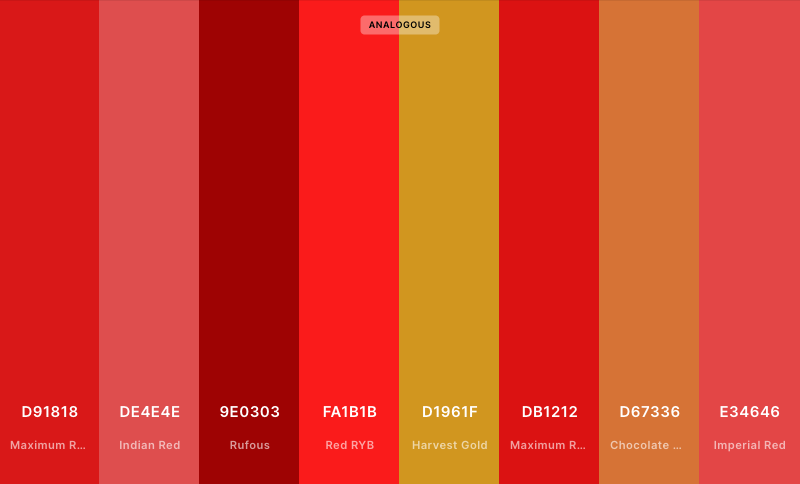 ANALOGOUS
D91818 DE4E4E 9E0303 FA1B1B D1961F DB1212 D67336 E34646
Maximum R... Indian Red Rufous Red RYB Harvest Gold Maximum R... Chocolate ... Imperial Red